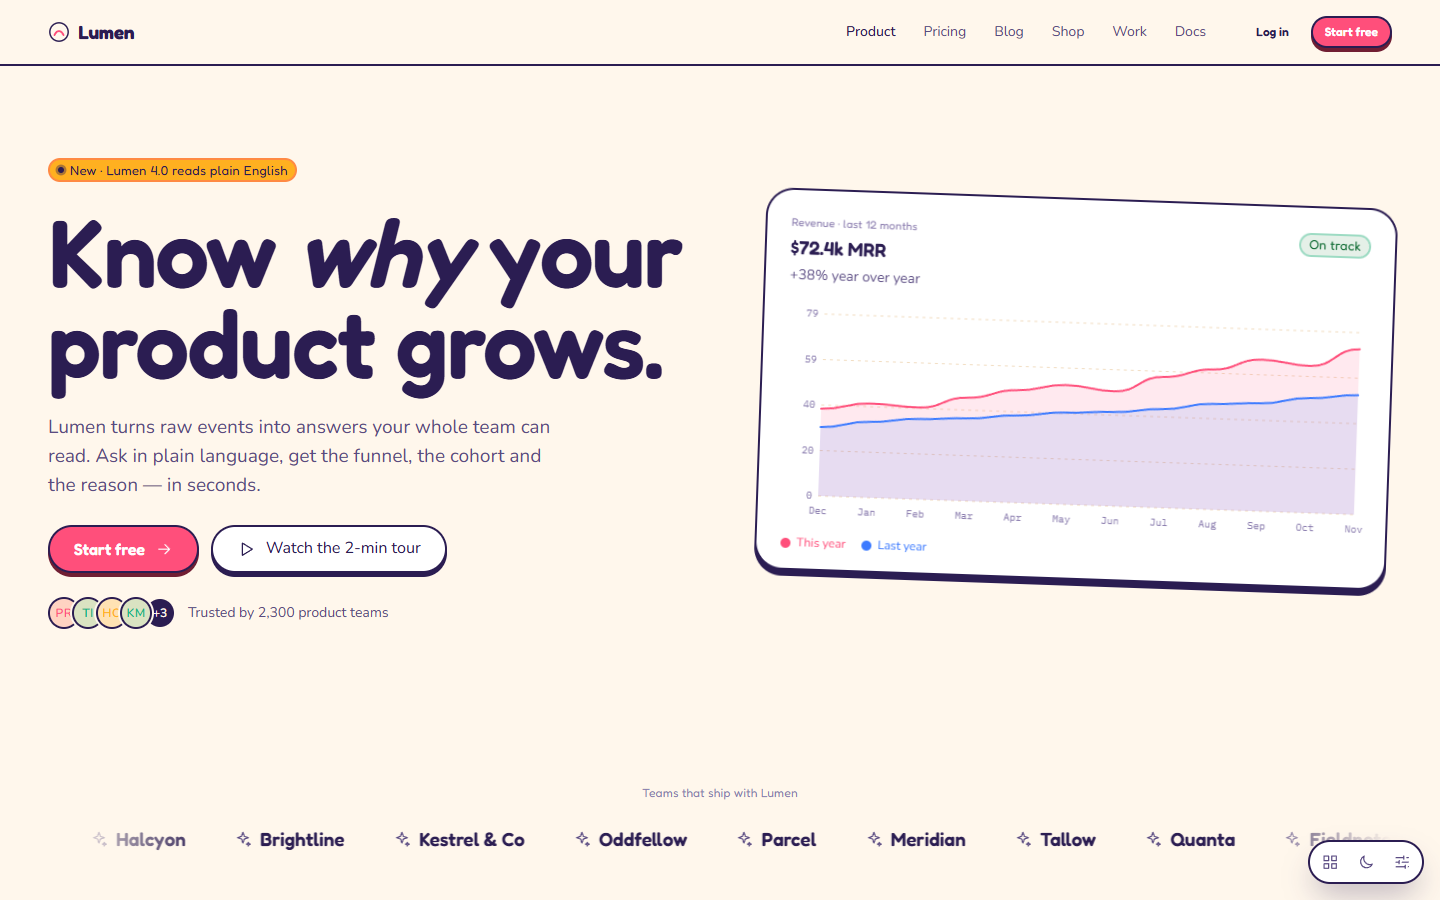 Lumen
Product Pricing Blog Shop Work Docs Log in Start free
New · Lumen 4.0 reads plain English
Know why your
product grows.
Lumen turns raw events into answers your whole team can
read. Ask in plain language, get the funnel, the cohort and
the reason — in seconds.
Start free
Watch the 2-min tour
TI KM +3 Trusted by 2,300 product teams
Revenue · last 12 months
$72.4k MRR
+38% year over year
On track
79
59
40
20
0
Dec Jan Feb Mar Apr May Jun Jul Aug Sep Oct Nov
This year Last year
Teams that ship with Lumen
Halcyon Brightline Kestrel & Co Oddfellow Parcel Meridian Tallow Quanta